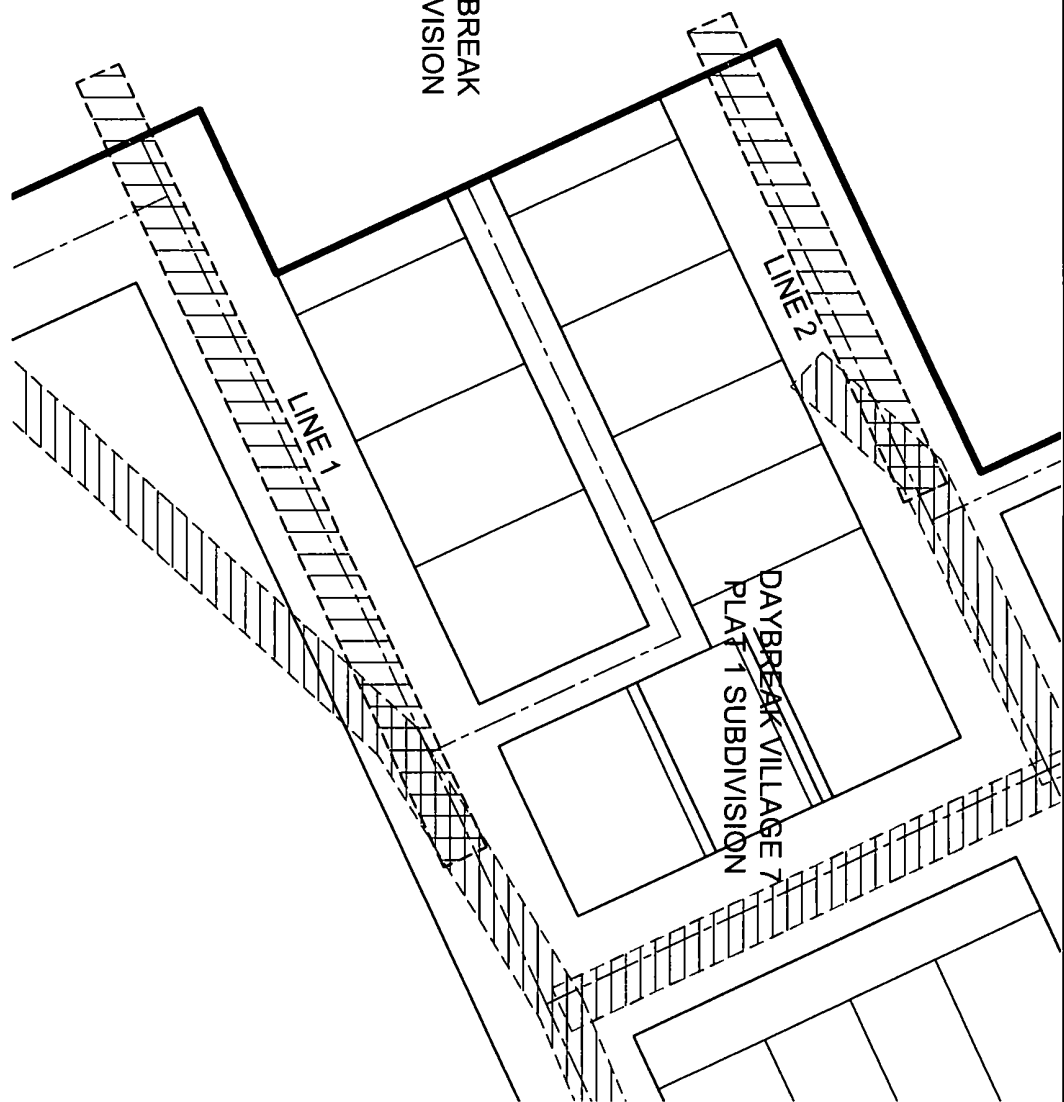 BREAK
VISION
LINE 2
LINE 1
DAYBREAK VILLAGE 7
PLAT 1 SUBDIVISION